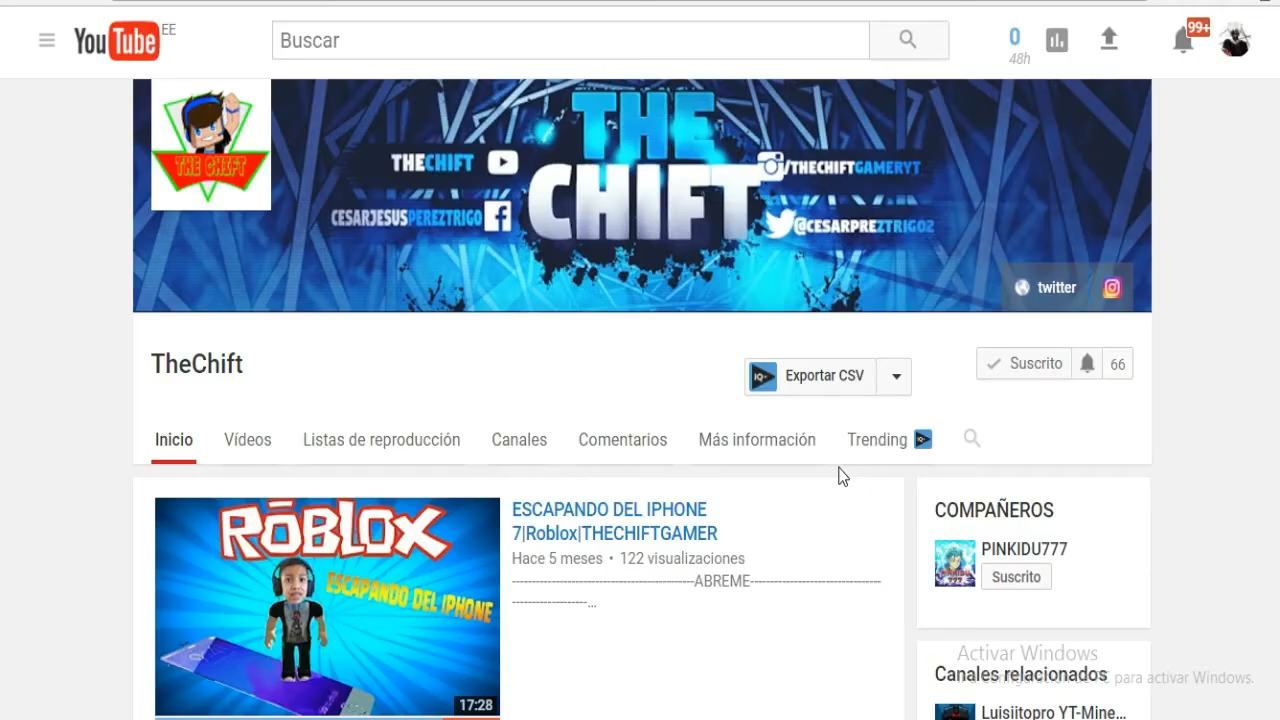 YouTube EE
Buscar
0
48h
99+
THE CHIFT
THECHIFT
CESARJESUSPEREZTRIGO
THE
CHIFT
/THECHIFTGAMERYT
@CESARPREZTRIGO2
twitter
TheChift
IQ
Exportar CSV
Suscrito
66
Inicio
Vídeos
Listas de reproducción
Canales
Comentarios
Más información
Trending
ROBLOX
ESCAPANDO DEL IPHONE
17:28
ESCAPANDO DEL IPHONE
7|Roblox|THECHIFTGAMER
Hace 5 meses • 122 visualizaciones
---------------------------------------------ABREME--------------------------------
------------------...
COMPAÑEROS
PINKIDU777
Suscrito
Activar Windows
Canales relacionados
para activar Windows.
Luisiitopro YT-Mine...